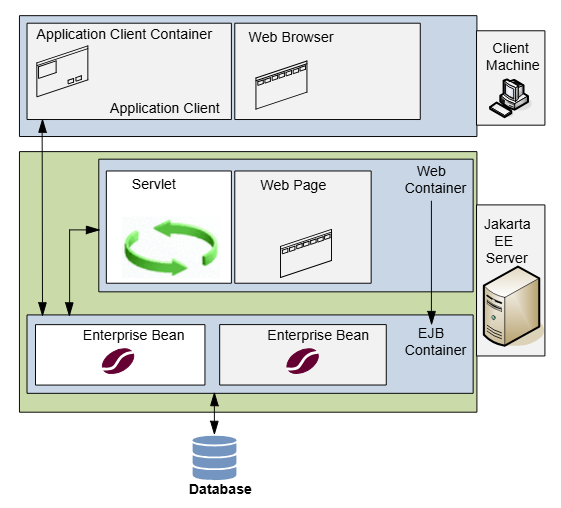 Application Client Container
Application Client
Web Browser
Client
Machine
Servlet
Web Page
Web
Container
Jakarta
EE
Server
Enterprise Bean
Enterprise Bean
EJB
Container
Database